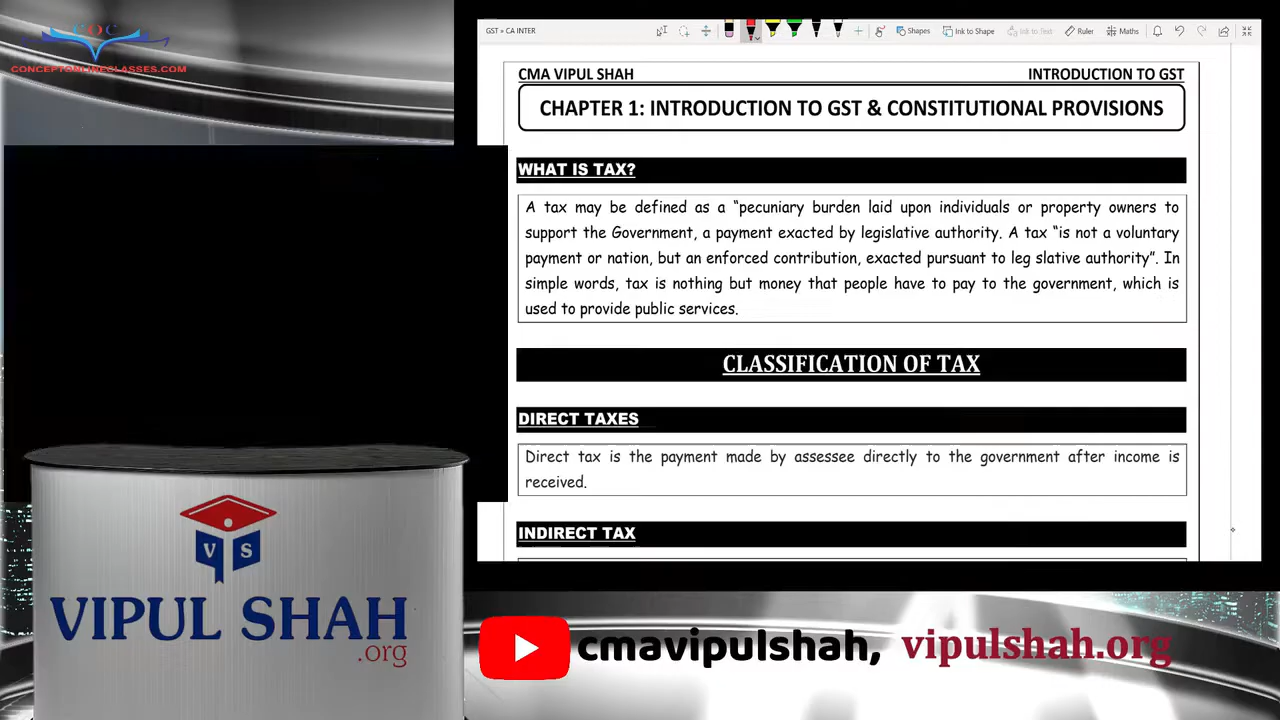 COC
CONCEPTONLINECLASSES.COM
GST » CA INTER
Shapes
Ink to Shape
Ink to Text
Ruler
Maths
CMA VIPUL SHAH
INTRODUCTION TO GST
CHAPTER 1: INTRODUCTION TO GST & CONSTITUTIONAL PROVISIONS
WHAT IS TAX?
A tax may be defined as a “pecuniary burden laid upon individuals or property owners to
support the Government, a payment exacted by legislative authority. A tax “is not a voluntary
payment or nation, but an enforced contribution, exacted pursuant to leg slative authority”. In
simple words, tax is nothing but money that people have to pay to the government, which is
used to provide public services.
CLASSIFICATION OF TAX
DIRECT TAXES
Direct tax is the payment made by assessee directly to the government after income is
received.
INDIRECT TAX
V S
VIPUL SHAH
.org
cmavipulshah, vipulshah.org